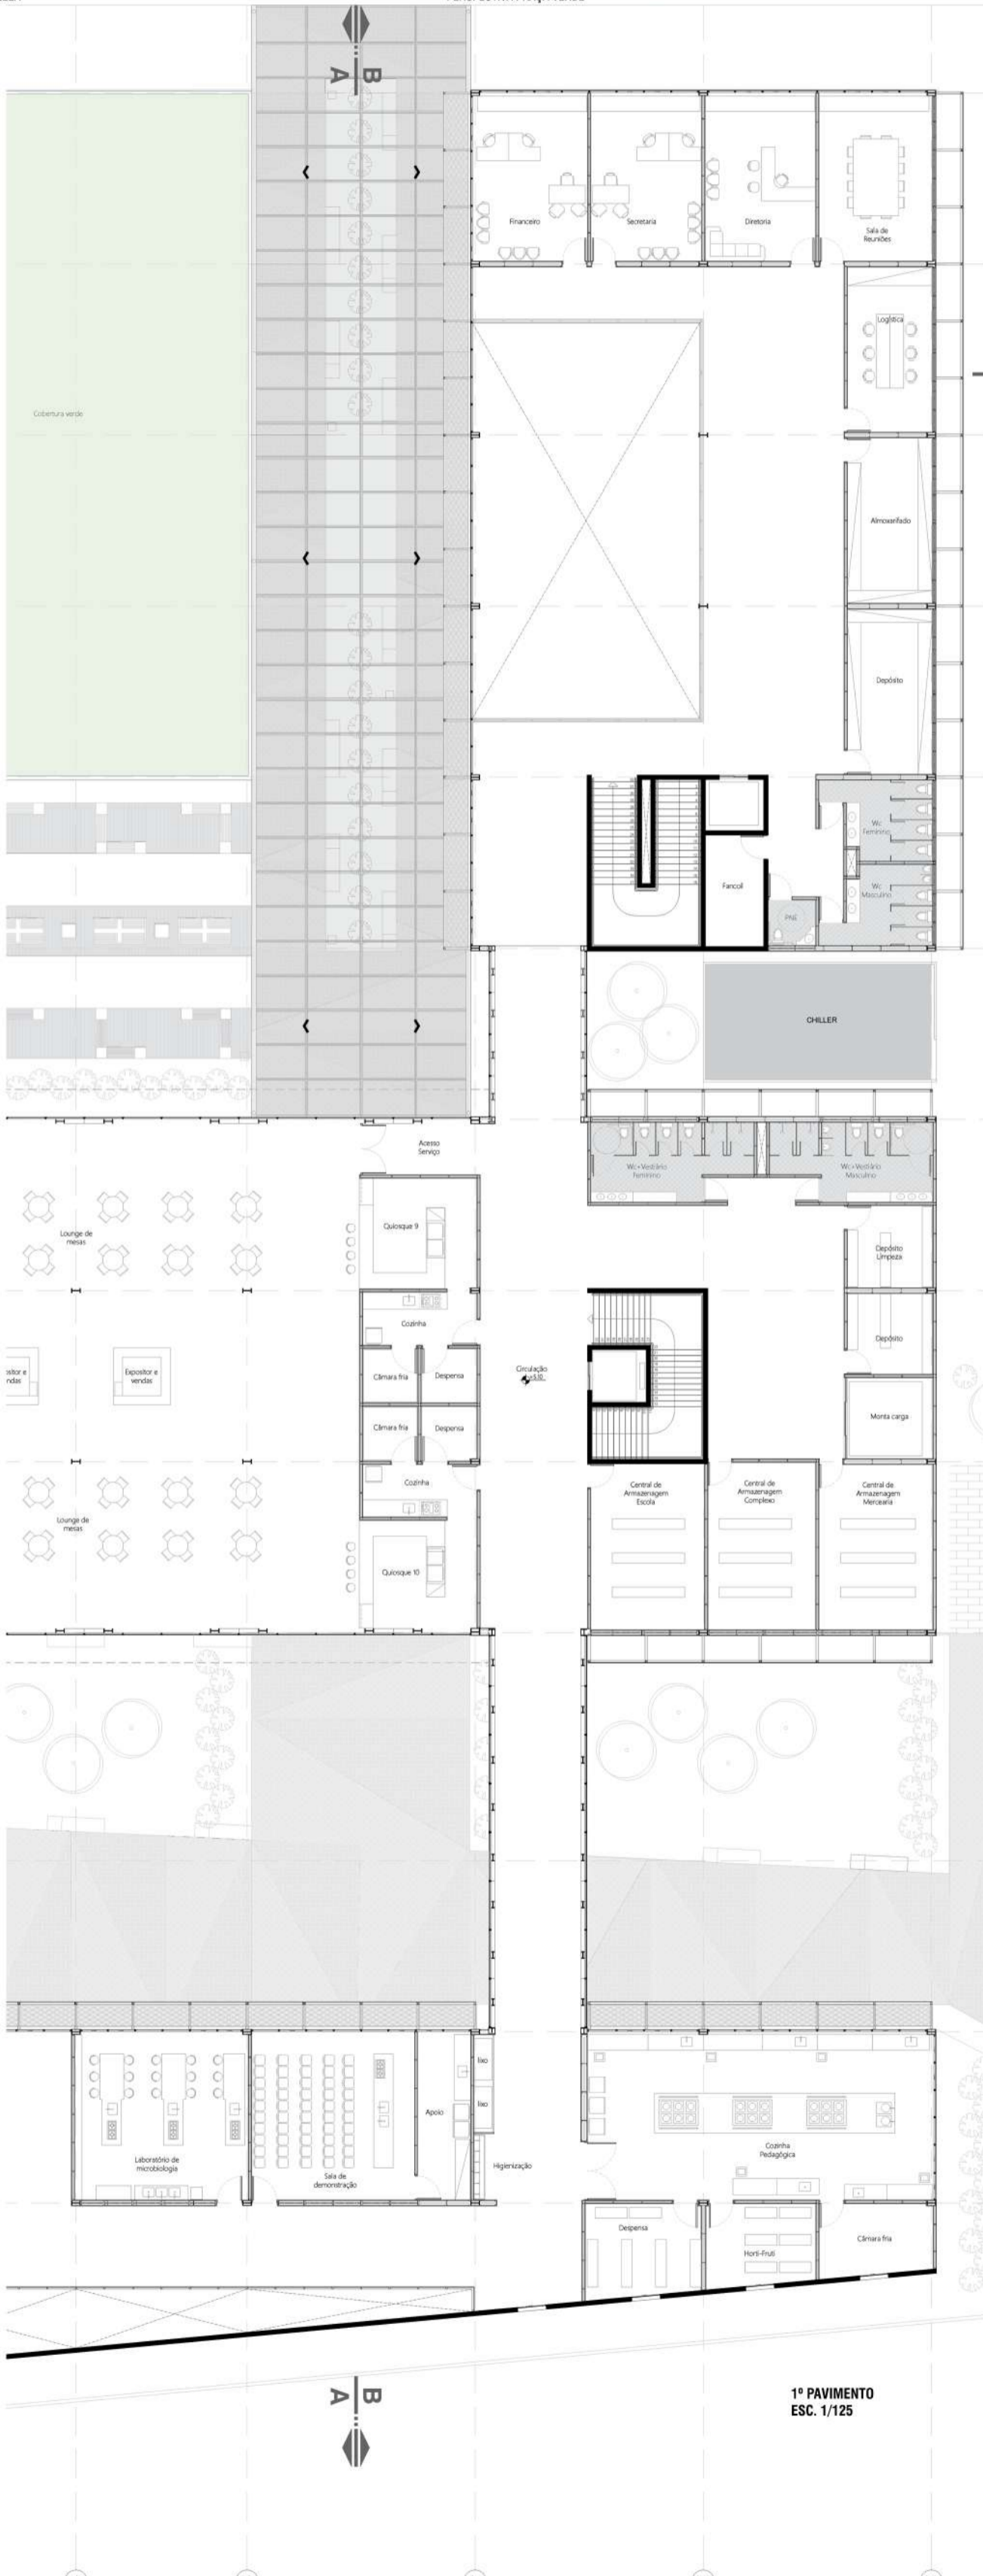 B
A
Financeiro
Secretaria
Diretoria
Sala de
Reuniões
Logística
Cobertura verde
Almoxarifado
Depósito
Wc
Feminino
Fancoil
Wc
Masculino
PNE
CHILLER
Acesso
Serviço
Wc+Vestiário
Feminino
Wc+Vestiário
Masculino
Quiosque 9
Lounge de
mesas
Depósito
Limpeza
Cozinha
Depósito
Expositor e
vendas
Câmara fria
Despensa
Circulação
Monta carga
Câmara fria
Despensa
Cozinha
Central de
Armazenagem
Escola
Central de
Armazenagem
Complexo
Central de
Armazenagem
Mercearia
Lounge de
mesas
Quiosque 10
lixo
lixo
Apoio
Laboratório de
microbiologia
Sala de
demonstração
Higienização
Cozinha
Pedagógica
Despensa
Horti-Fruti
Câmara fria
B
A
1º PAVIMENTO
ESC. 1/125